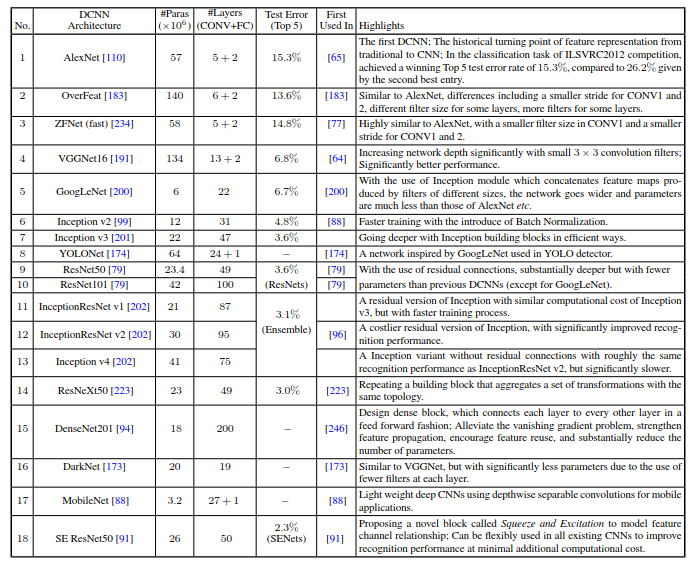 No. DCNN Architecture #Paras (×10⁶) #Layers (CONV+FC) Test Error (Top 5) First Used In Highlights
1 AlexNet [110] 57 5 + 2 15.3% [65] The first DCNN; The historical turning point of feature representation from
traditional to CNN; In the classification task of ILSVRC2012 competition,
achieved a winning Top 5 test error rate of 15.3%, compared to 26.2% given
by the second best entry.
2 OverFeat [183] 140 6 + 2 13.6% [183] Similar to AlexNet, differences including a smaller stride for CONV1 and
2, different filter size for some layers, more filters for some layers.
3 ZFNet (fast) [234] 58 5 + 2 14.8% [77] Highly similar to AlexNet, with a smaller filter size in CONV1 and a smaller
stride for CONV1 and 2.
4 VGGNet16 [191] 134 13 + 2 6.8% [64] Increasing network depth significantly with small 3 × 3 convolution filters;
Significantly better performance.
5 GoogLeNet [200] 6 22 6.7% [200] With the use of Inception module which concatenates feature maps pro-
duced by filters of different sizes, the network goes wider and parameters
are much less than those of AlexNet etc.
6 Inception v2 [99] 12 31 4.8% [88] Faster training with the introduce of Batch Normalization.
7 Inception v3 [201] 22 47 3.6% Going deeper with Inception building blocks in efficient ways.
8 YOLONet [174] 64 24 + 1 − [174] A network inspired by GoogLeNet used in YOLO detector.
9 ResNet50 [79] 23.4 49 3.6% [79] With the use of residual connections, substantially deeper but with fewer
10 ResNet101 [79] 42 100 (ResNets) [79] parameters than previous DCNNs (except for GoogLeNet).
11 InceptionResNet v1 [202] 21 87 3.1% (Ensemble) A residual version of Inception with similar computational cost of Inception
v3, but with faster training process.
12 InceptionResNet v2 [202] 30 95 [96] A costlier residual version of Inception, with significantly improved recog-
nition performance.
13 Inception v4 [202] 41 75 A Inception variant without residual connections with roughly the same
recognition performance as InceptionResNet v2, but significantly slower.
14 ResNeXt50 [223] 23 49 3.0% [223] Repeating a building block that aggregates a set of transformations with the
same topology.
15 DenseNet201 [94] 18 200 − [246] Design dense block, which connects each layer to every other layer in a
feed forward fashion; Alleviate the vanishing gradient problem, strengthen
feature propagation, encourage feature reuse, and substantially reduce the
number of parameters.
16 DarkNet [173] 20 19 − [173] Similar to VGGNet, but with significantly less parameters due to the use of
fewer filters at each layer.
17 MobileNet [88] 3.2 27 + 1 − [88] Light weight deep CNNs using depthwise separable convolutions for mobile
applications.
18 SE ResNet50 [91] 26 50 2.3% (SENets) [91] Proposing a novel block called Squeeze and Excitation to model feature
channel relationship; Can be flexibly used in all existing CNNs to improve
recognition performance at minimal additional computational cost.